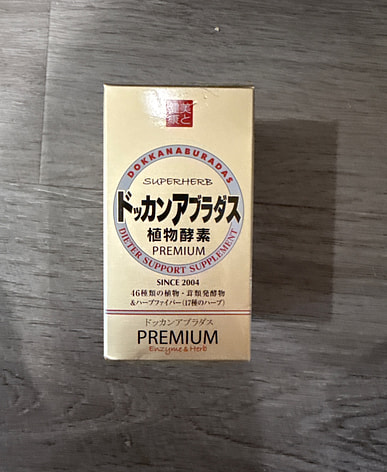 美と
健康
DOKKANABURADAS
SUPERHERB
ドッカンアブラダス
植物酵素
PREMIUM
DIETER SUPPORT SUPPLEMENT
SINCE 2004
46種類の植物・茸類発酵物
&ハーブファイバー(17種のハーブ)
ドッカンアブラダス
PREMIUM
Enzyme & Herb